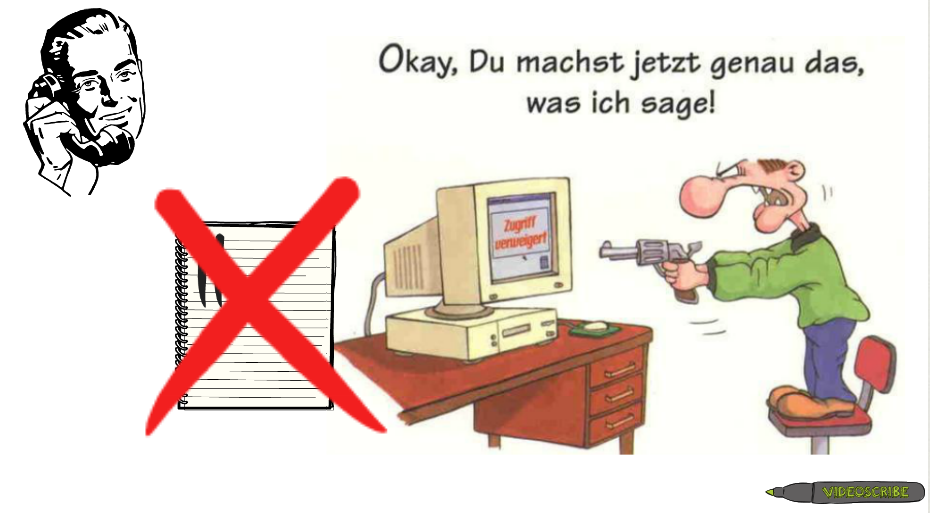 Okay, Du machst jetzt genau das,
was ich sage!
Zugriff
verweigert
VIDEOSCRIBE